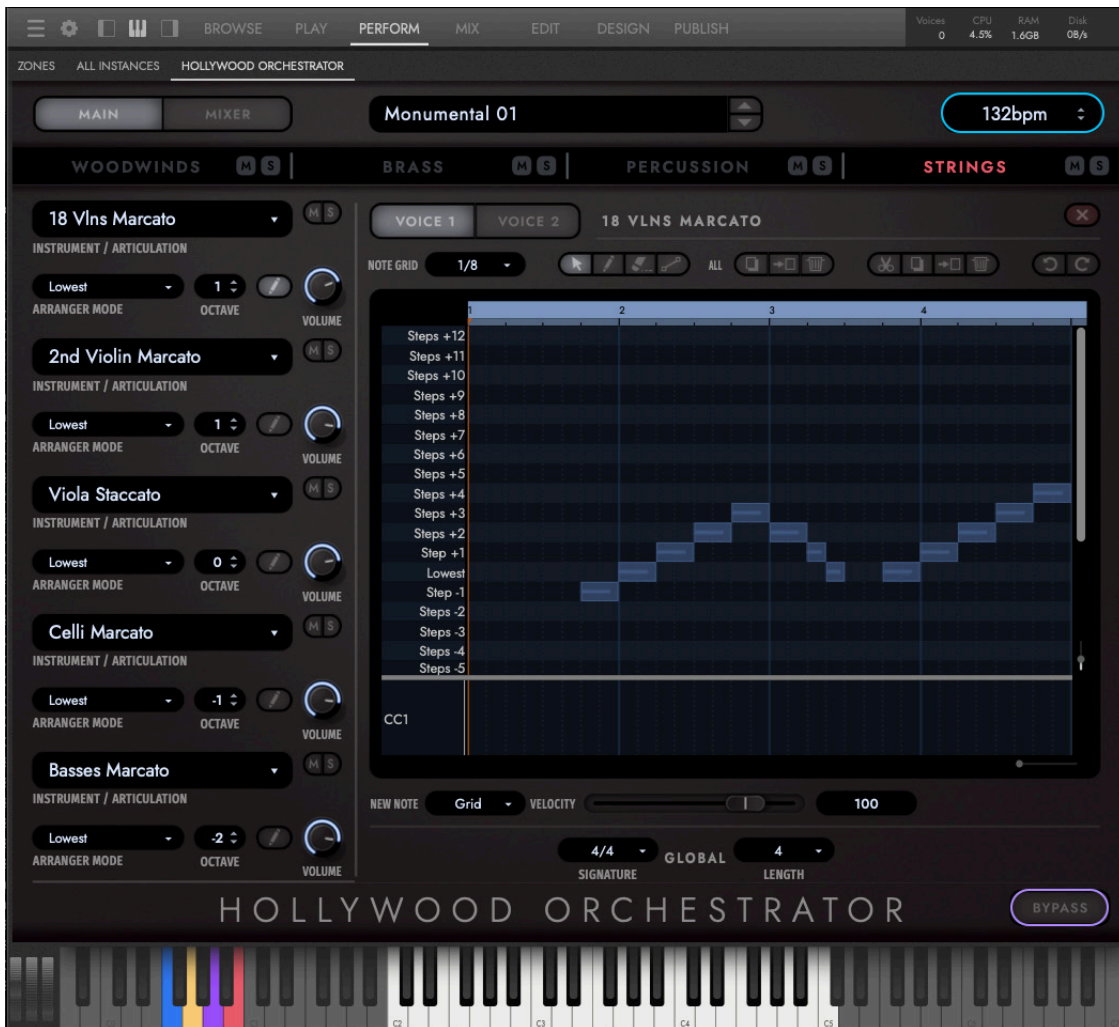 BROWSE PLAY PERFORM MIX EDIT DESIGN PUBLISH
Voices CPU RAM Disk
0 4.5% 1.6GB 0B/s
ZONES ALL INSTANCES HOLLYWOOD ORCHESTRATOR
MAIN MIXER
Monumental 01
132bpm
WOODWINDS M S
BRASS M S
PERCUSSION M S
STRINGS M S
18 Vlns Marcato M S
INSTRUMENT / ARTICULATION
Lowest 1
ARRANGER MODE OCTAVE VOLUME
2nd Violin Marcato M S
INSTRUMENT / ARTICULATION
Lowest 1
ARRANGER MODE OCTAVE VOLUME
Viola Staccato M S
INSTRUMENT / ARTICULATION
Lowest 0
ARRANGER MODE OCTAVE VOLUME
Celli Marcato M S
INSTRUMENT / ARTICULATION
Lowest -1
ARRANGER MODE OCTAVE VOLUME
Basses Marcato M S
INSTRUMENT / ARTICULATION
Lowest -2
ARRANGER MODE OCTAVE VOLUME
VOICE 1 VOICE 2 18 VLNS MARCATO
NOTE GRID 1/8 ALL
1 2 3 4
Steps +12
Steps +11
Steps +10
Steps +9
Steps +8
Steps +7
Steps +6
Steps +5
Steps +4
Steps +3
Steps +2
Step +1
Lowest
Step -1
Steps -2
Steps -3
Steps -4
Steps -5
CC1
NEW NOTE Grid VELOCITY 100
4/4 GLOBAL 4
SIGNATURE LENGTH
HOLLYWOOD ORCHESTRATOR
BYPASS
C2 C3 C4 C5